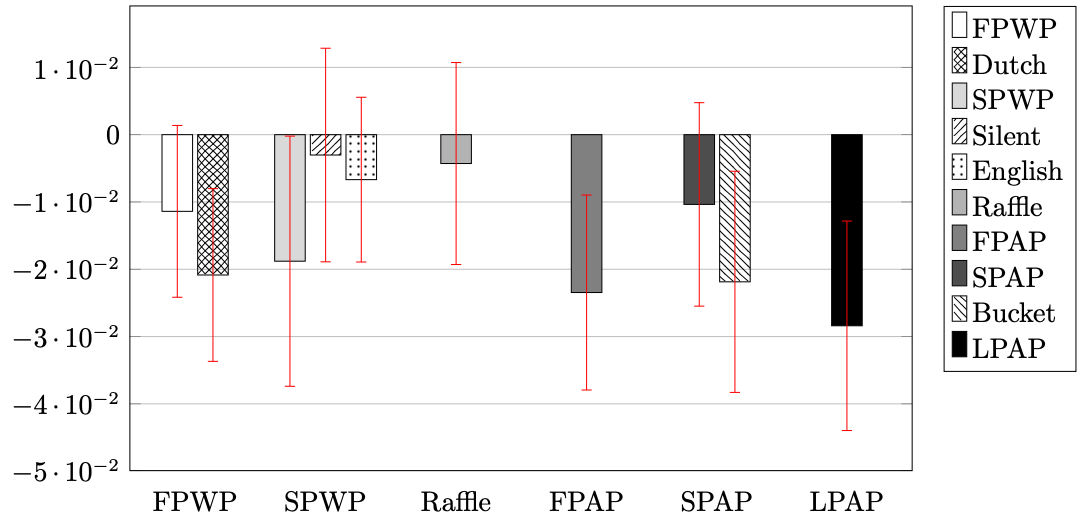 1 · 10⁻²
0
−1 · 10⁻²
−2 · 10⁻²
−3 · 10⁻²
−4 · 10⁻²
−5 · 10⁻²
FPWP SPWP Raffle FPAP SPAP LPAP
FPWP
Dutch
SPWP
Silent
English
Raffle
FPAP
SPAP
Bucket
LPAP